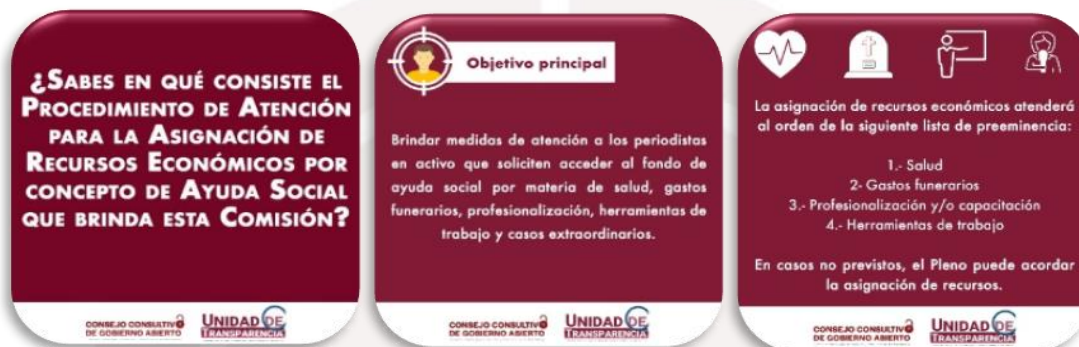 ¿SABES EN QUÉ CONSISTE EL
PROCEDIMIENTO DE ATENCIÓN
PARA LA ASIGNACIÓN DE
RECURSOS ECONÓMICOS POR
CONCEPTO DE AYUDA SOCIAL
QUE BRINDA ESTA COMISIÓN?
CONSEJO CONSULTIVO
DE GOBIERNO ABIERTO
UNIDAD DE
TRANSPARENCIA
Objetivo principal
Brindar medidas de atención a los periodistas
en activo que soliciten acceder al fondo de
ayuda social por materia de salud, gastos
funerarios, profesionalización, herramientas de
trabajo y casos extraordinarios.
CONSEJO CONSULTIVO
DE GOBIERNO ABIERTO
UNIDAD DE
TRANSPARENCIA
La asignación de recursos económicos atenderá
al orden de la siguiente lista de preeminencia:
1.- Salud
2- Gastos funerarios
3.- Profesionalización y/o capacitación
4.- Herramientas de trabajo
En casos no previstos, el Pleno puede acordar
la asignación de recursos.
CONSEJO CONSULTIVO
DE GOBIERNO ABIERTO
UNIDAD DE
TRANSPARENCIA